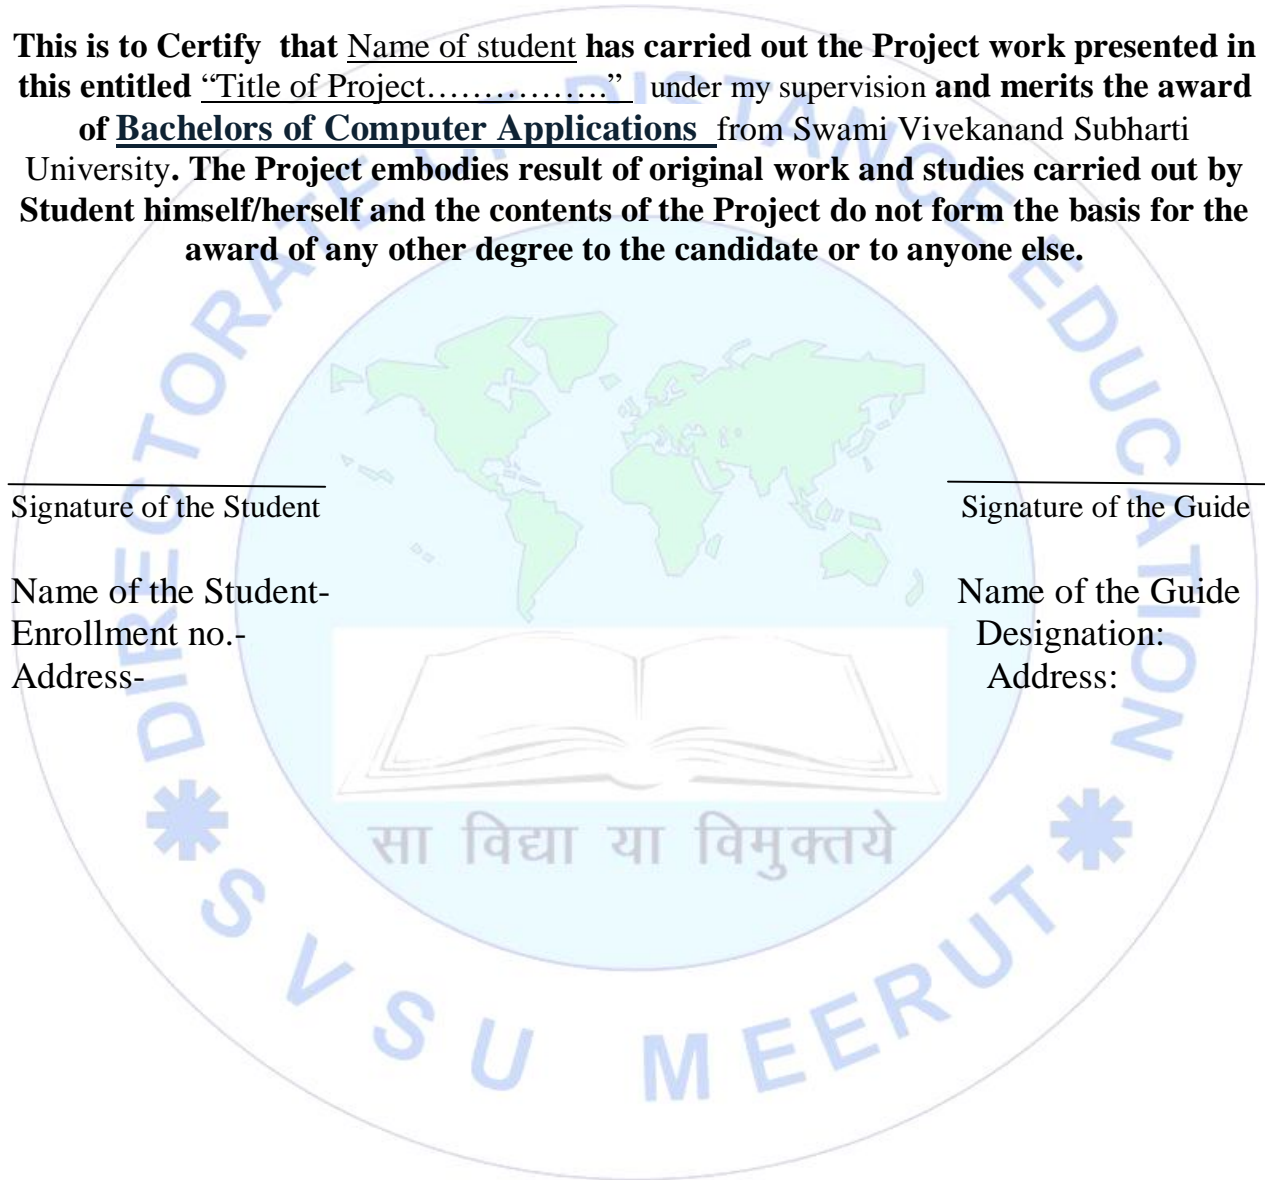 This is to Certify  that Name of student has carried out the Project work presented in
this entitled “Title of Project…………….”  under my supervision and merits the award
of Bachelors of Computer Applications  from Swami Vivekanand Subharti
University. The Project embodies result of original work and studies carried out by
Student himself/herself and the contents of the Project do not form the basis for the
award of any other degree to the candidate or to anyone else.
Signature of the Student
Signature of the Guide
Name of the Student-
Enrollment no.-
Address-
Name of the Guide
Designation:
Address:
DIRECTORATE OF DISTANCE EDUCATION
सा विद्या या विमुक्तये
SVSU MEERUT